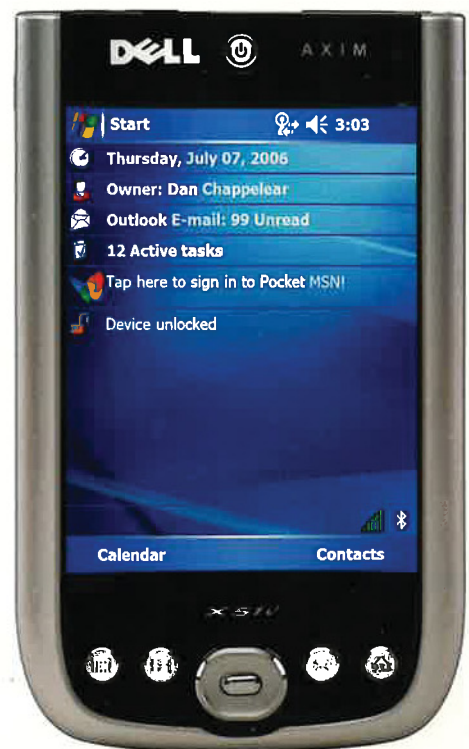 DELL AXIM
Start 3:03
Thursday, July 07, 2006
Owner: Dan Chappelear
Outlook E-mail: 99 Unread
12 Active tasks
Tap here to sign in to Pocket MSN!
Device unlocked
Calendar Contacts
X51v